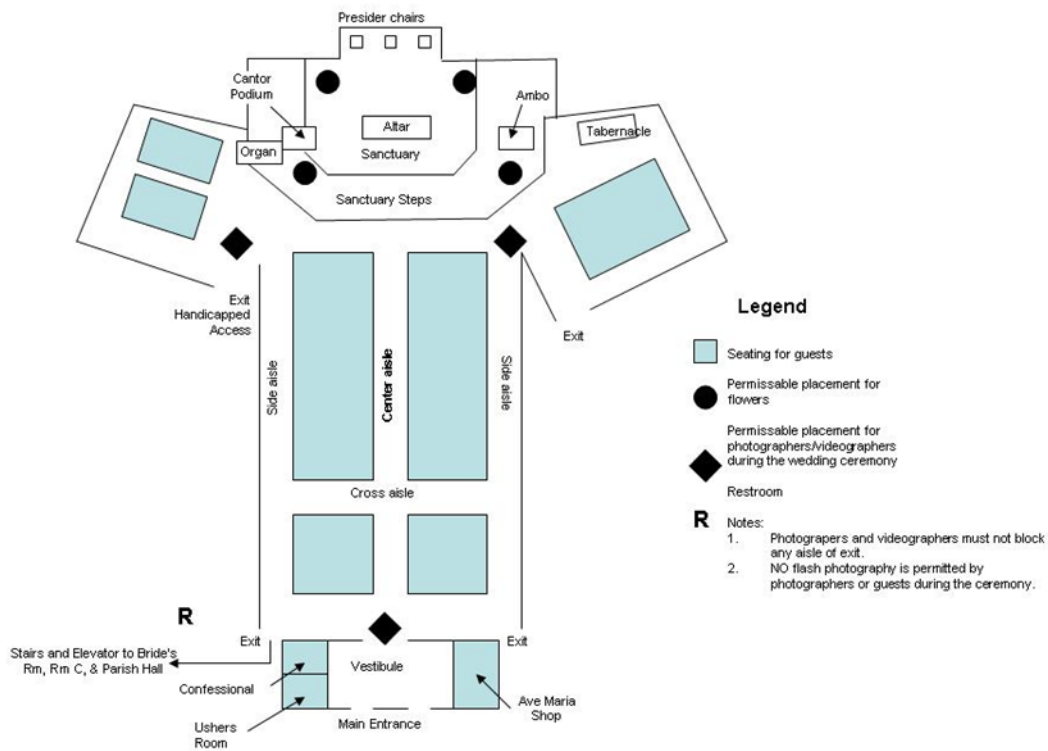 Presider chairs
Cantor
Podium
Ambo
Altar
Tabernacle
Organ
Sanctuary
Sanctuary Steps
Exit
Handicapped
Access
Exit
Side aisle
Center aisle
Side aisle
Cross aisle
Legend
Seating for guests
Permissable placement for
flowers
Permissable placement for
photographers/videographers
during the wedding ceremony
Restroom
R
Notes:
1. Photograpers and videographers must not block
any aisle of exit.
2. NO flash photography is permitted by
photographers or guests during the ceremony.
R
Exit
Exit
Stairs and Elevator to Bride's
Rm, Rm C, & Parish Hall
Vestibule
Confessional
Ushers
Room
Main Entrance
Ave Maria
Shop